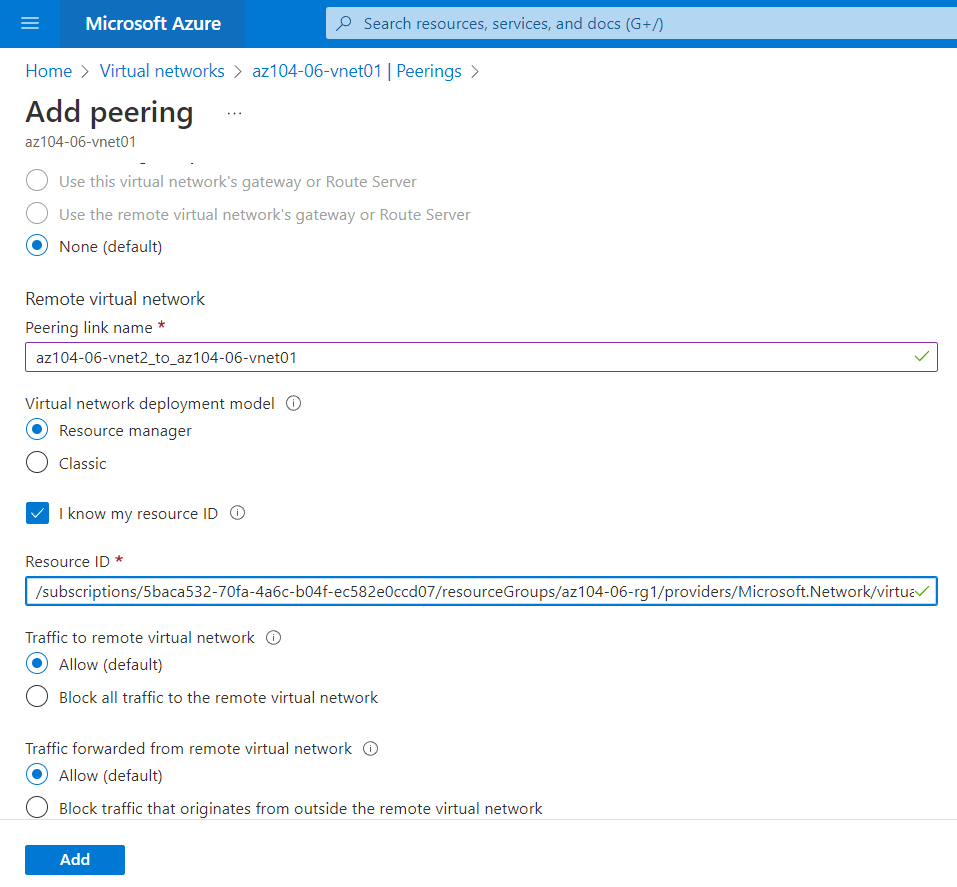 Microsoft Azure
Search resources, services, and docs (G+/)
Home > Virtual networks > az104-06-vnet01 | Peerings >
Add peering ...
az104-06-vnet01
Use this virtual network's gateway or Route Server
Use the remote virtual network's gateway or Route Server
None (default)
Remote virtual network
Peering link name *
az104-06-vnet2_to_az104-06-vnet01
Virtual network deployment model
Resource manager
Classic
I know my resource ID
Resource ID *
/subscriptions/5baca532-70fa-4a6c-b04f-ec582e0ccd07/resourceGroups/az104-06-rg1/providers/Microsoft.Network/virtua
Traffic to remote virtual network
Allow (default)
Block all traffic to the remote virtual network
Traffic forwarded from remote virtual network
Allow (default)
Block traffic that originates from outside the remote virtual network
Add